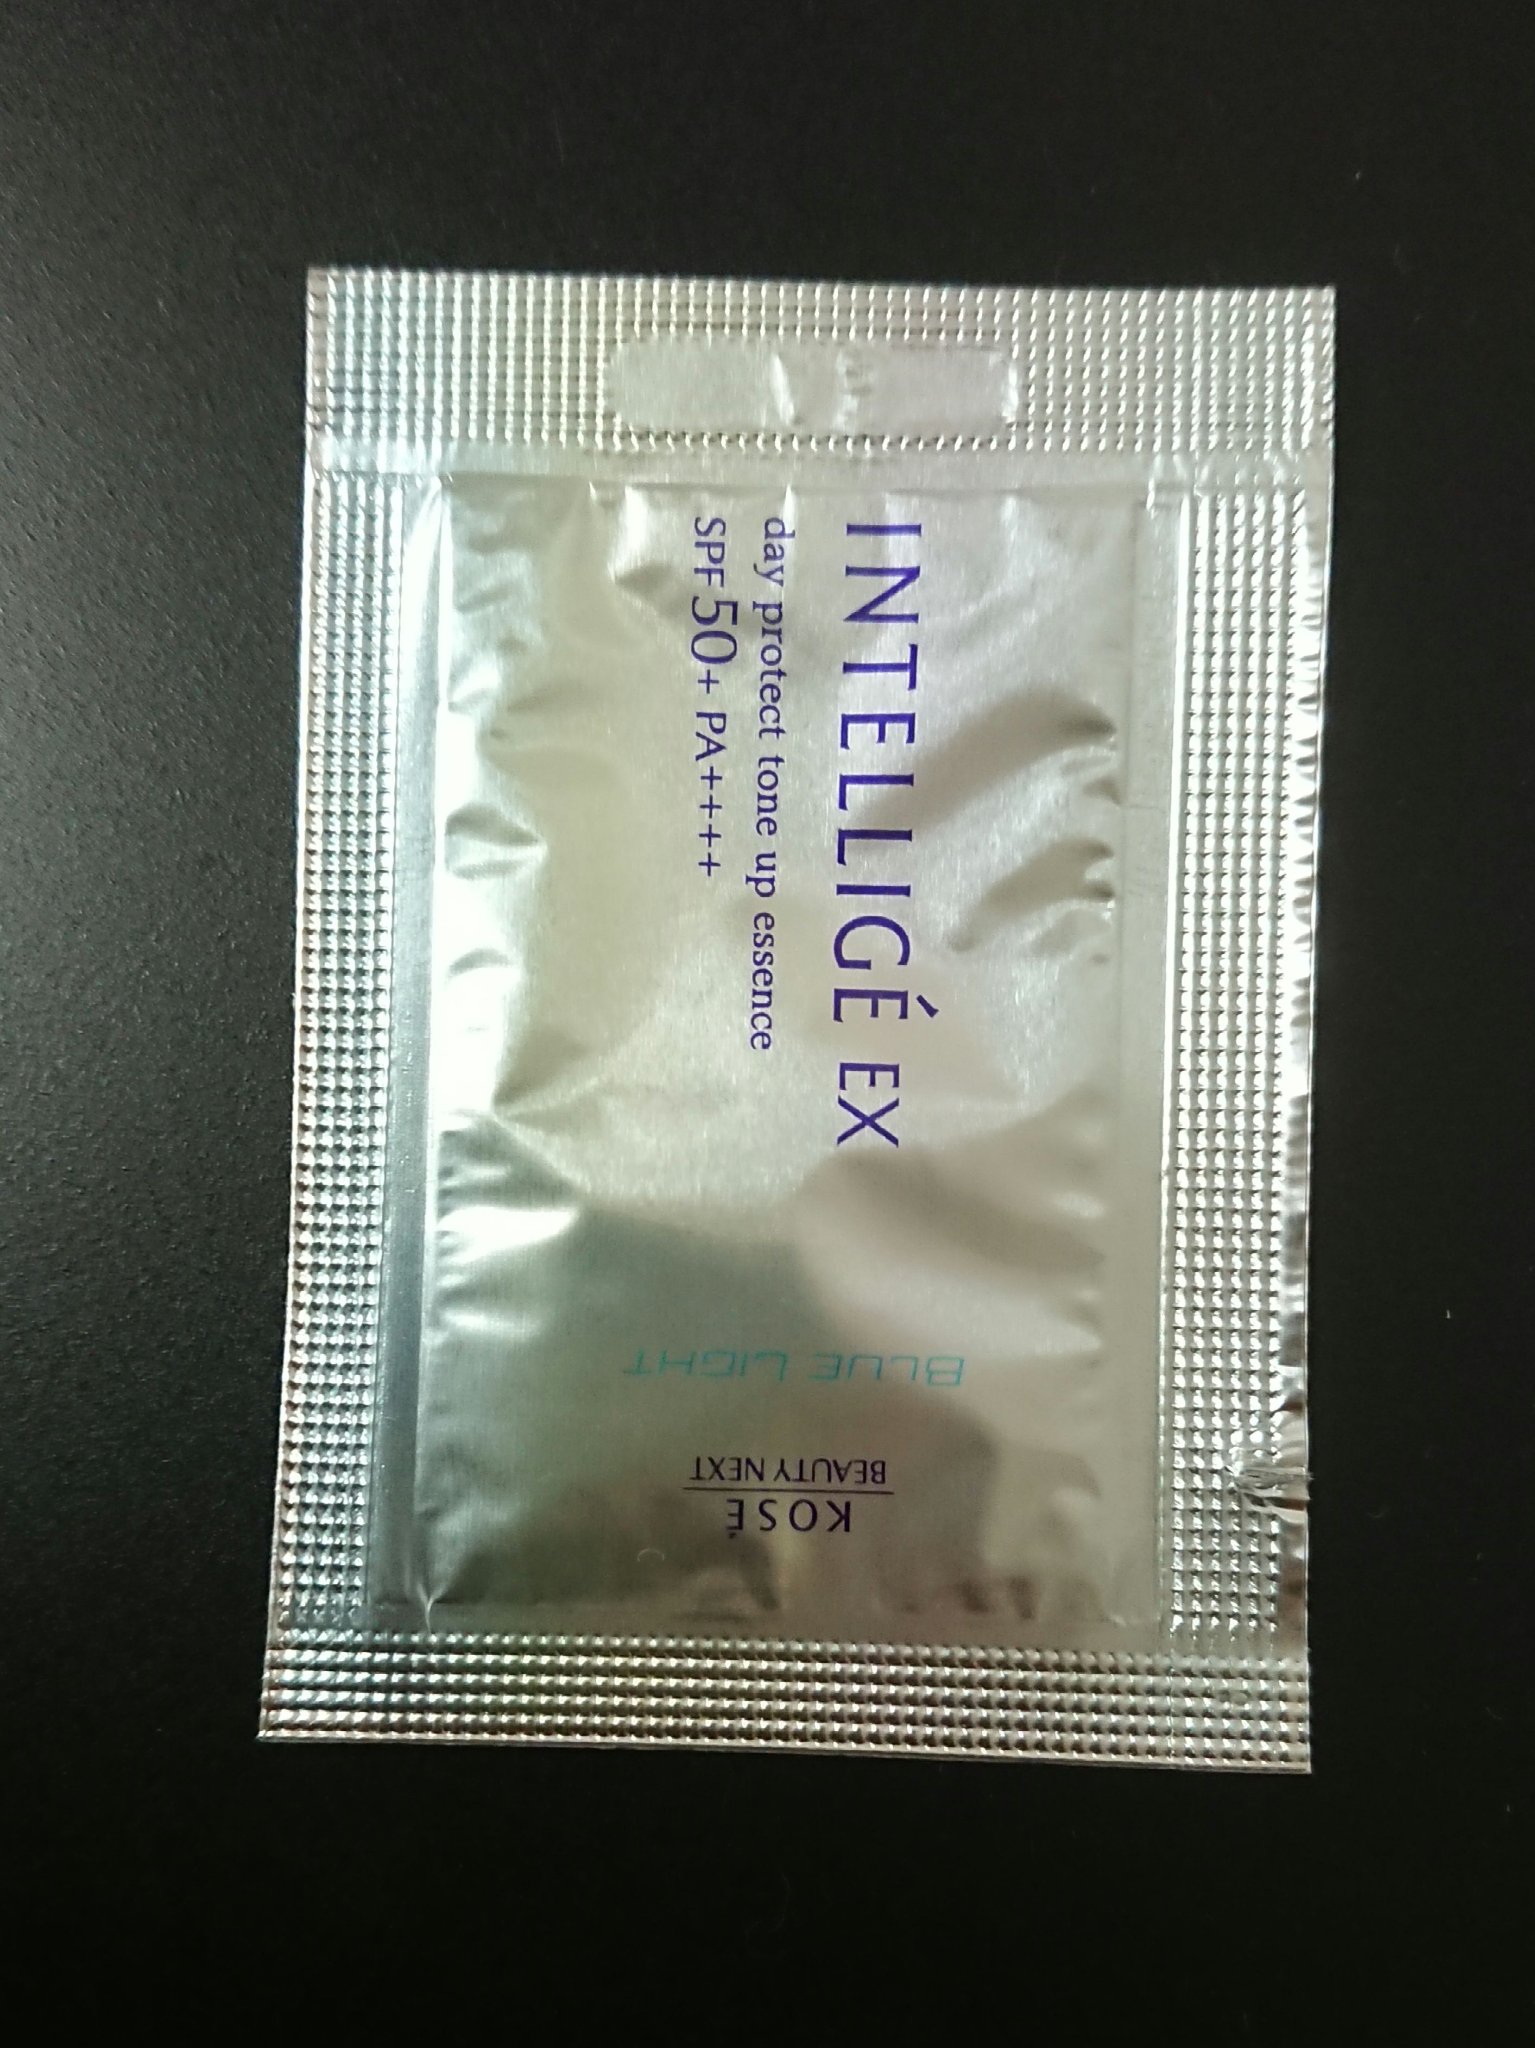 INTELLIGÉ EX
day protect tone up essence
SPF50+ PA++++
BLUE LIGHT
KOSÉ
BEAUTY NEXT